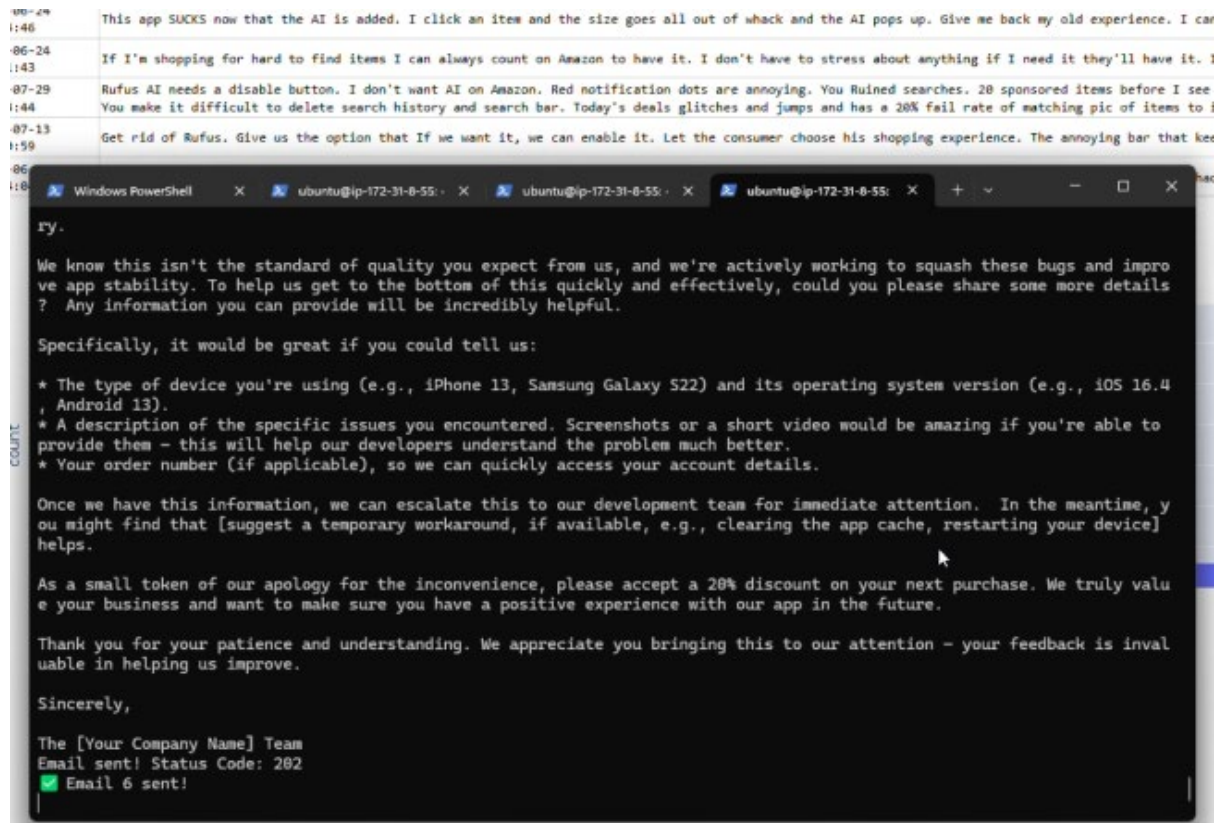 06-24
This app SUCKS now that the AI is added. I click an item and the size goes all out of whack and the AI pops up. Give me back my old experience. I
:46
-06-24
If I'm shopping for hard to find items I can always count on Amazon to have it. I don't have to stress about anything if I need it they'll have it.
:43
-07-29
Rufus AI needs a disable button. I don't want AI on Amazon. Red notification dots are annoying. You Ruined searches. 20 sponsored items before I see
:44
You make it difficult to delete search history and search bar. Today's deals glitches and jumps and has a 20% fail rate of matching pic of items to
-07-13
Get rid of Rufus. Give us the option that If we want it, we can enable it. Let the consumer choose his shopping experience. The annoying bar that
:59
-06
Windows PowerShell
ubuntu@ip-172-31-8-55: -
ubuntu@ip-172-31-8-55: -
ubuntu@ip-172-31-8-55:
ry.
We know this isn't the standard of quality you expect from us, and we're actively working to squash these bugs and impro
ve app stability. To help us get to the bottom of this quickly and effectively, could you please share some more details
?  Any information you can provide will be incredibly helpful.
Specifically, it would be great if you could tell us:
* The type of device you're using (e.g., iPhone 13, Samsung Galaxy S22) and its operating system version (e.g., iOS 16.4
, Android 13).
* A description of the specific issues you encountered. Screenshots or a short video would be amazing if you're able to
provide them – this will help our developers understand the problem much better.
* Your order number (if applicable), so we can quickly access your account details.
Once we have this information, we can escalate this to our development team for immediate attention.  In the meantime, y
ou might find that [suggest a temporary workaround, if available, e.g., clearing the app cache, restarting your device]
helps.
As a small token of our apology for the inconvenience, please accept a 20% discount on your next purchase. We truly valu
e your business and want to make sure you have a positive experience with our app in the future.
Thank you for your patience and understanding. We appreciate you bringing this to our attention – your feedback is inval
uable in helping us improve.
Sincerely,
The [Your Company Name] Team
Email sent! Status Code: 202
✅ Email 6 sent!
count